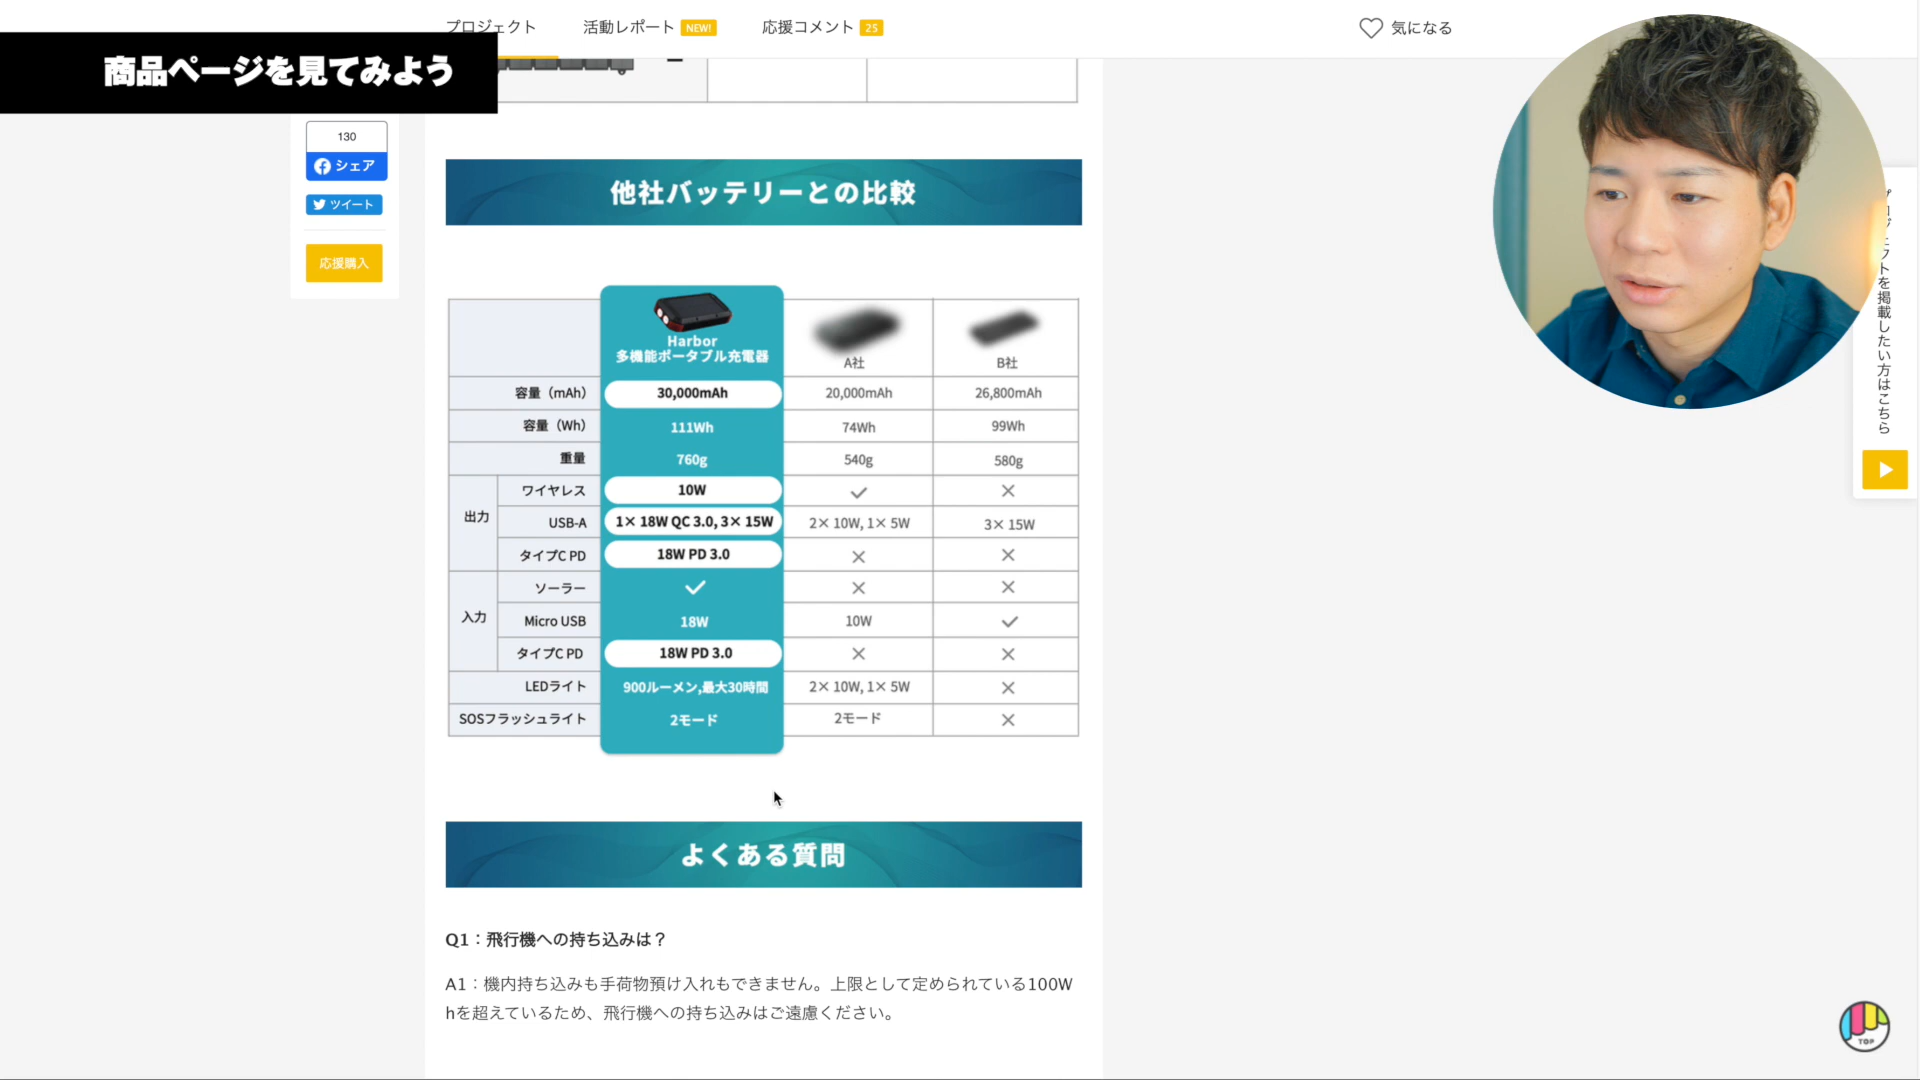 プロジェクト
活動レポート NEW!
応援コメント 25
気になる
商品ページを見てみよう
130
シェア
ツイート
応援購入
他社バッテリーとの比較
Harbor
多機能ポータブル充電器
A社
B社
容量（mAh） 30,000mAh 20,000mAh 26,800mAh
容量（Wh） 111Wh 74Wh 99Wh
重量 760g 540g 580g
出力
ワイヤレス 10W
USB-A 1× 18W QC 3.0, 3× 15W 2× 10W, 1× 5W 3× 15W
タイプC PD 18W PD 3.0
入力
ソーラー
Micro USB 18W 10W
タイプC PD 18W PD 3.0
LEDライト 900ルーメン,最大30時間 2× 10W, 1× 5W
SOSフラッシュライト 2モード 2モード
よくある質問
Q1：飛行機への持ち込みは？
A1：機内持ち込みも手荷物預け入れもできません。上限として定められている100W
hを超えているため、飛行機への持ち込みはご遠慮ください。
トを掲載したい方はこちら
TOP